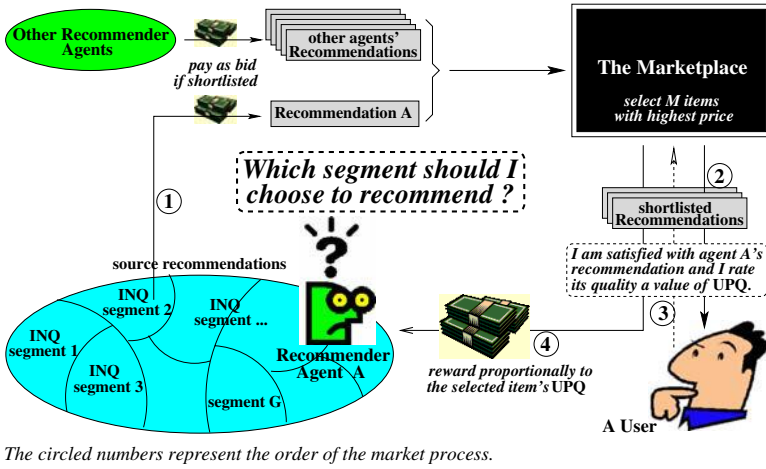 Other Recommender
Agents
pay as bid
if shortlisted
other agents'
Recommendations
Recommendation A
The Marketplace
select M items
with highest price
Which segment should I
choose to recommend ?
?
1
2
shortlisted
Recommendations
I am satisfied with agent A's
recommendation and I rate
its quality a value of UPQ.
3
4
source recommendations
INQ
segment 1
INQ
segment 2
INQ
segment ...
INQ
segment 3
segment G
Recommender
Agent A
reward proportionally to
the selected item's UPQ
A User
The circled numbers represent the order of the market process.